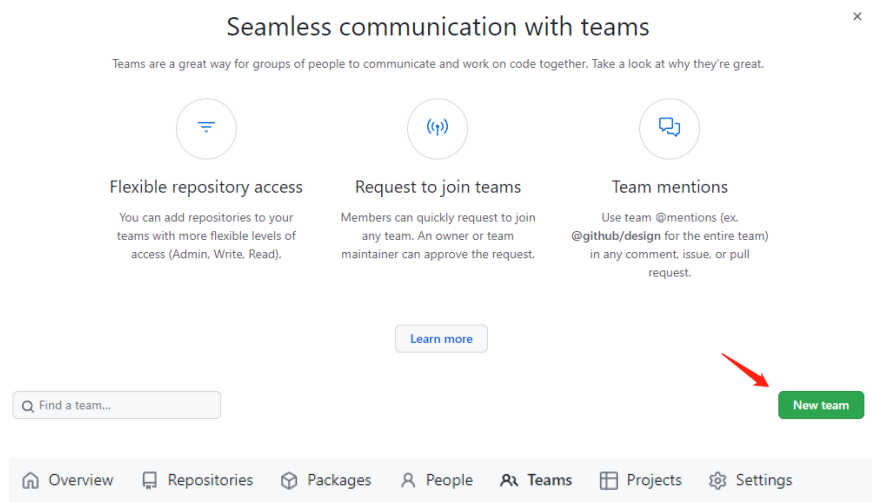 Seamless communication with teams
Teams are a great way for groups of people to communicate and work on code together. Take a look at why they're great.
Flexible repository access
You can add repositories to your
teams with more flexible levels of
access (Admin, Write, Read).
Request to join teams
Members can quickly request to join
any team. An owner or team
maintainer can approve the request.
Team mentions
Use team @mentions (ex.
@github/design for the entire team)
in any comment, issue, or pull
request.
Learn more
Find a team...
New team
Overview
Repositories
Packages
People
Teams
Projects
Settings